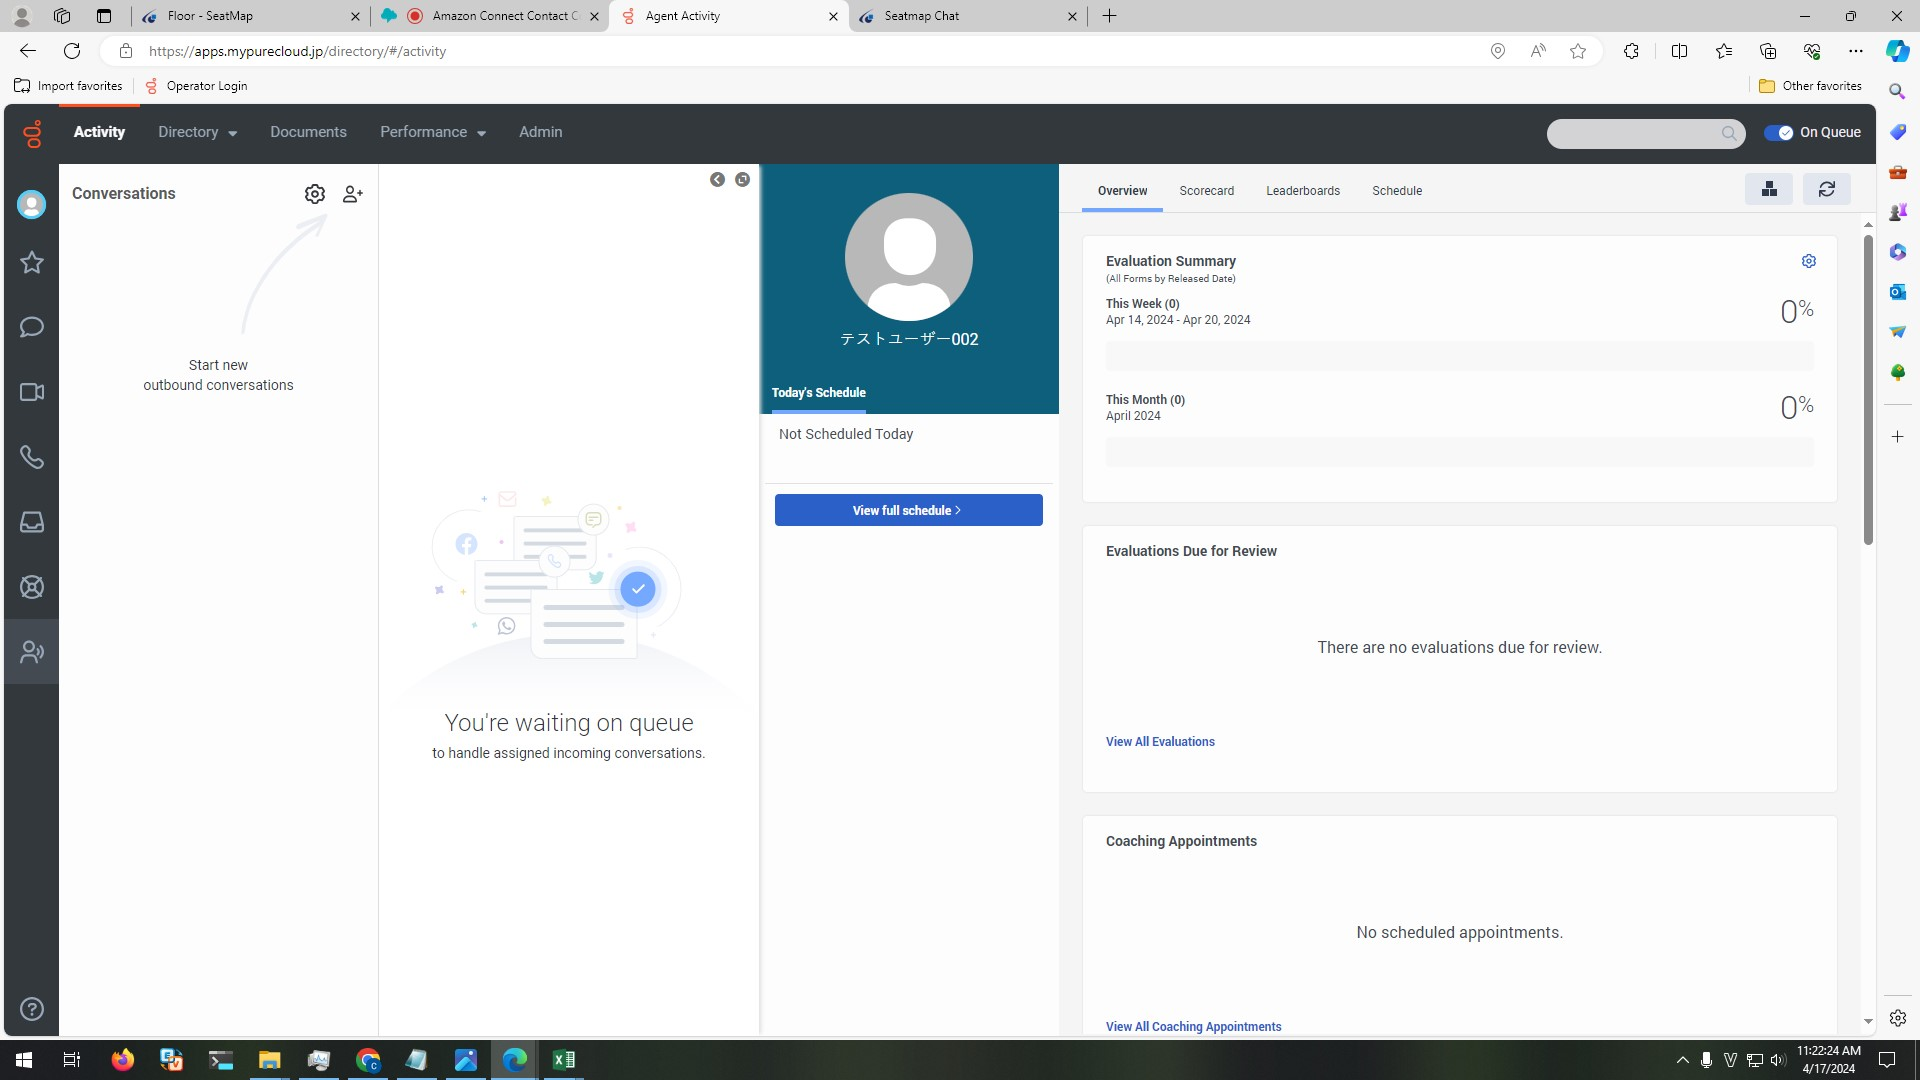 Floor - SeatMap
Amazon Connect Contact C
Agent Activity
Seatmap Chat
https://apps.mypurecloud.jp/directory/#/activity
Import favorites
Operator Login
Other favorites
Activity
Directory
Documents
Performance
Admin
On Queue
Conversations
Start new
outbound conversations
You're waiting on queue
to handle assigned incoming conversations.
テストユーザー002
Today's Schedule
Not Scheduled Today
View full schedule
Overview
Scorecard
Leaderboards
Schedule
Evaluation Summary
(All Forms by Released Date)
This Week (0)
Apr 14, 2024 - Apr 20, 2024
0%
This Month (0)
April 2024
0%
Evaluations Due for Review
There are no evaluations due for review.
View All Evaluations
Coaching Appointments
No scheduled appointments.
View All Coaching Appointments
11:22:24 AM
4/17/2024